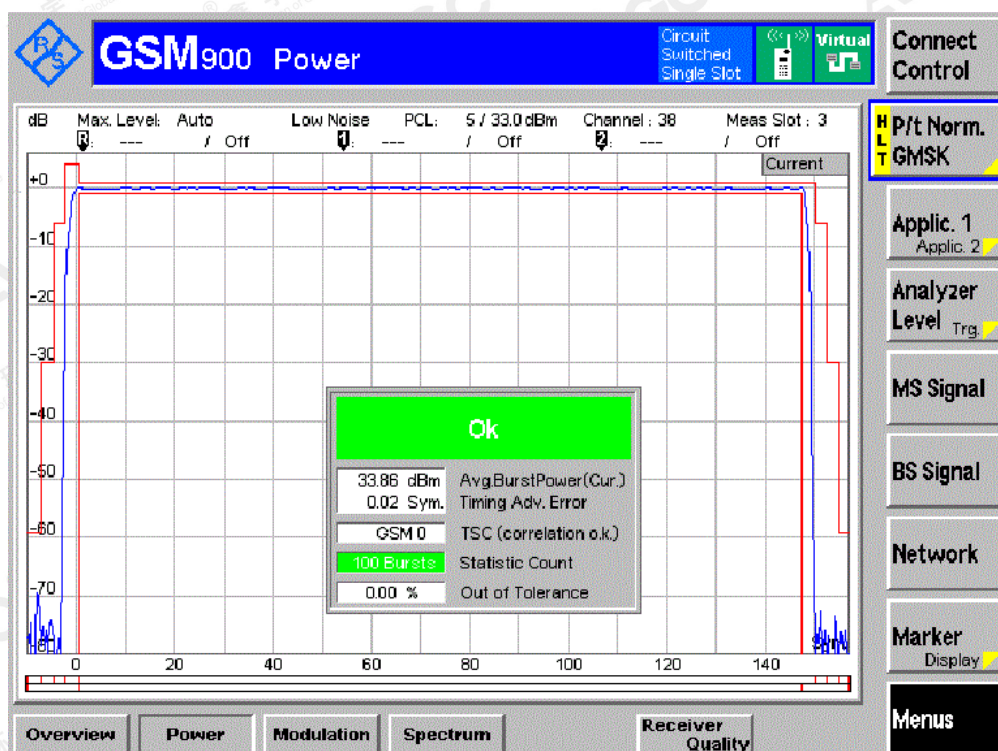 R/S
GSM900 Power
Circuit Switched Single Slot
Virtual
Connect Control
dB Max. Level: Auto Low Noise PCL: 5 / 33.0 dBm Channel : 38 Meas Slot : 3
R: --- / Off 1: --- / Off 2: --- / Off
Current
HLT
P/t Norm. GMSK
Applic. 1
Applic. 2
Analyzer Level Trg.
MS Signal
BS Signal
Network
Marker
Display
Menus
+0
-10
-20
-30
-40
-50
-60
-70
Ok
33.86 dBm Avg.BurstPower(Cur.)
0.02 Sym. Timing Adv. Error
GSM 0 TSC (correlation o.k.)
100 Bursts Statistic Count
0.00 % Out of Tolerance
0 20 40 60 80 100 120 140
Overview Power Modulation Spectrum Receiver Quality